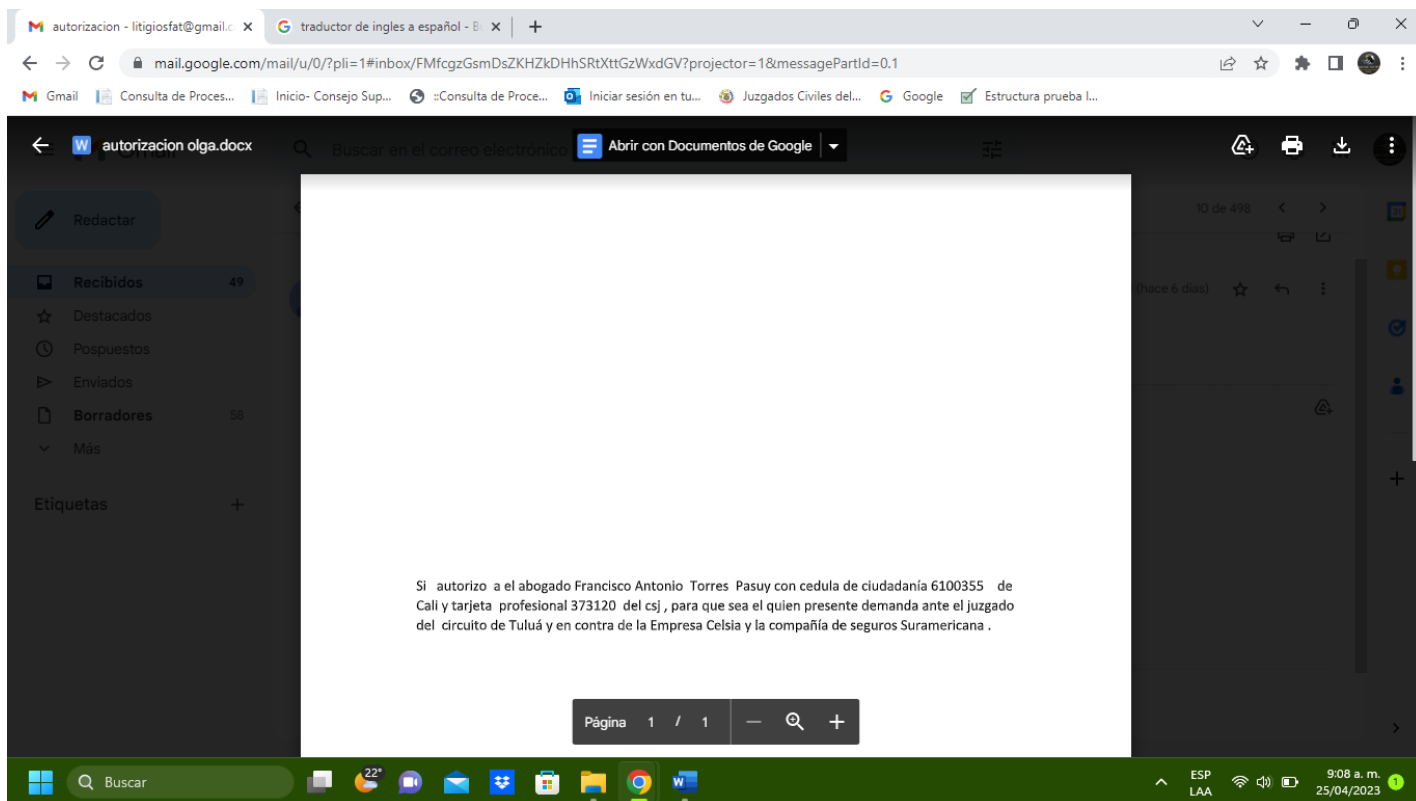 autorizacion - litigiosfat@gmail.c
traductor de ingles a español - B
mail.google.com/mail/u/0/?pli=1#inbox/FMfcgzGsmDsZKHZkDHhSRtXttGzWxdGV?projector=1&messagePartId=0.1
Gmail Consulta de Proces... Inicio- Consejo Sup... ::Consulta de Proce... Iniciar sesión en tu... Juzgados Civiles del... Google Estructura prueba l...
autorizacion olga.docx
Buscar en el correo electrónico
Abrir con Documentos de Google
Redactar
10 de 498
Recibidos 49
(hace 6 días)
Destacados
Pospuestos
Enviados
Borradores 58
Más
Etiquetas
Si autorizo a el abogado Francisco Antonio Torres Pasuy con cedula de ciudadanía 6100355 de
Cali y tarjeta profesional 373120 del csj , para que sea el quien presente demanda ante el juzgado
del circuito de Tuluá y en contra de la Empresa Celsia y la compañía de seguros Suramericana .
Página 1 / 1
22°
Buscar
ESP
LAA
9:08 a. m.
25/04/2023
1